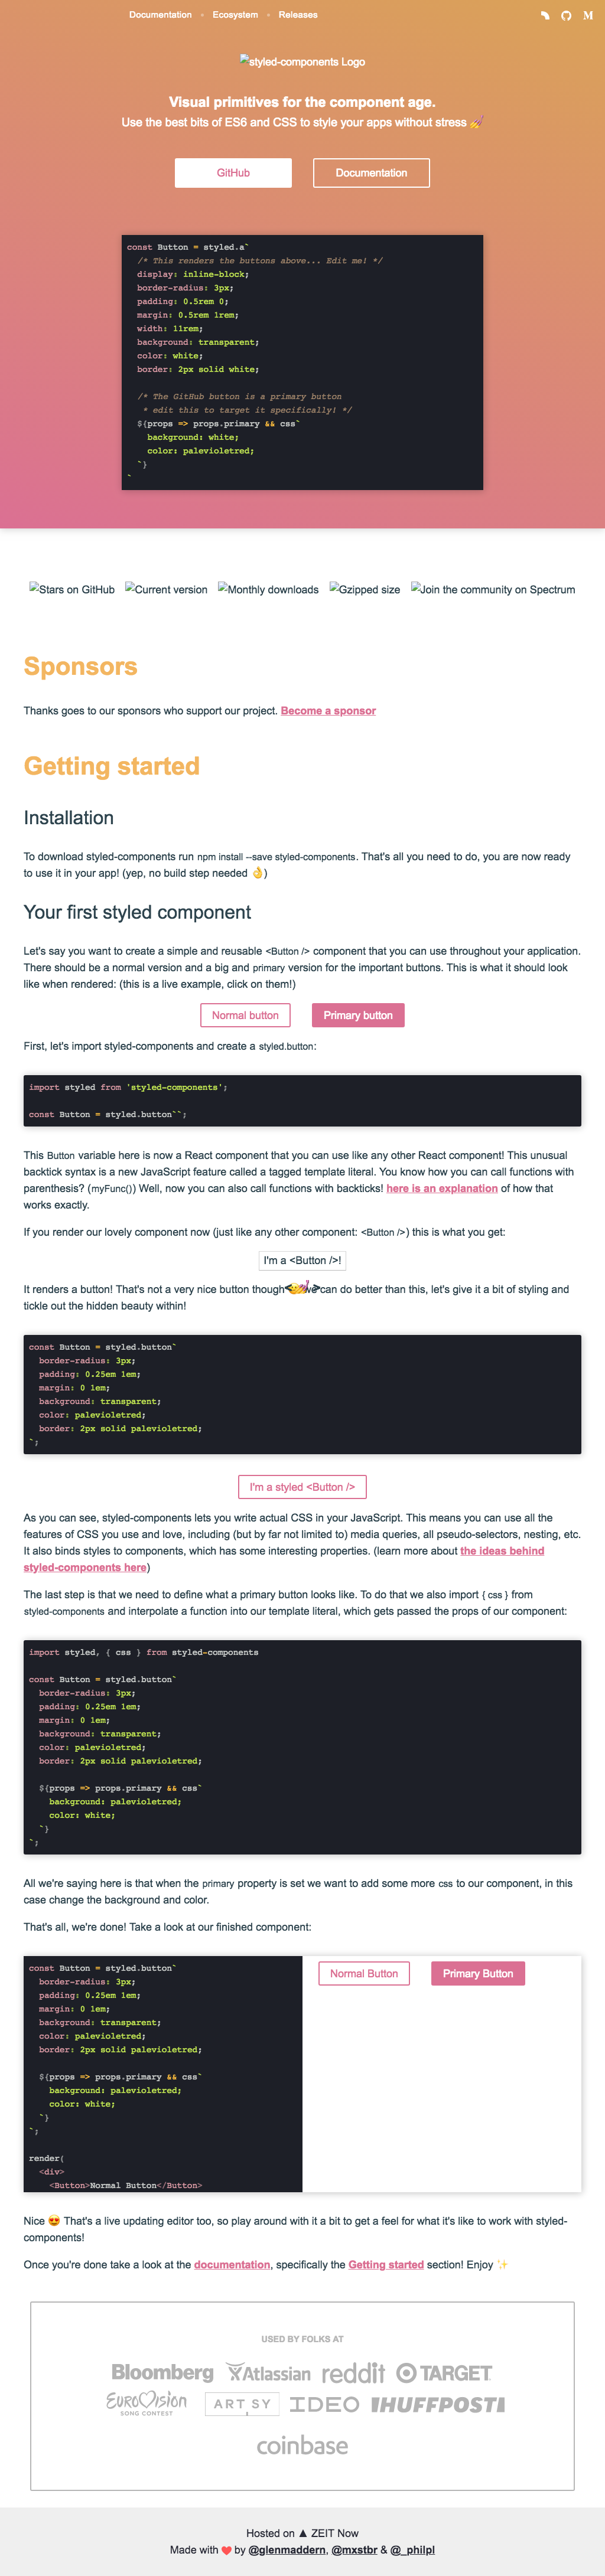 Documentation
Ecosystem
Releases
styled-components Logo
Visual primitives for the component age.
Use the best bits of ES6 and CSS to style your apps without stress 💅
GitHub
Documentation
const Button = styled.a`
  /* This renders the buttons above... Edit me! */
  display: inline-block;
  border-radius: 3px;
  padding: 0.5rem 0;
  margin: 0.5rem 1rem;
  width: 11rem;
  background: transparent;
  color: white;
  border: 2px solid white;
  /* The GitHub button is a primary button
   * edit this to target it specifically! */
  ${props => props.primary && css`
    background: white;
    color: palevioletred;
  `}
`
Stars on GitHub
Current version
Monthly downloads
Gzipped size
Join the community on Spectrum
Sponsors
Thanks goes to our sponsors who support our project. Become a sponsor
Getting started
Installation
To download styled-components run npm install --save styled-components. That's all you need to do, you are now ready
to use it in your app! (yep, no build step needed 👌)
Your first styled component
Let's say you want to create a simple and reusable <Button /> component that you can use throughout your application.
There should be a normal version and a big and primary version for the important buttons. This is what it should look
like when rendered: (this is a live example, click on them!)
Normal button
Primary button
First, let's import styled-components and create a styled.button:
import styled from 'styled-components';
const Button = styled.button``;
This Button variable here is now a React component that you can use like any other React component! This unusual
backtick syntax is a new JavaScript feature called a tagged template literal. You know how you can call functions with
parenthesis? (myFunc()) Well, now you can also call functions with backticks! here is an explanation of how that
works exactly.
If you render our lovely component now (just like any other component: <Button />) this is what you get:
I'm a <Button />!
It renders a button! That's not a very nice button though we can do better than this, let's give it a bit of styling and
tickle out the hidden beauty within!
const Button = styled.button`
  border-radius: 3px;
  padding: 0.25em 1em;
  margin: 0 1em;
  background: transparent;
  color: palevioletred;
  border: 2px solid palevioletred;
`;
I'm a styled <Button />
As you can see, styled-components lets you write actual CSS in your JavaScript. This means you can use all the
features of CSS you use and love, including (but by far not limited to) media queries, all pseudo-selectors, nesting, etc.
It also binds styles to components, which has some interesting properties. (learn more about the ideas behind
styled-components here)
The last step is that we need to define what a primary button looks like. To do that we also import { css } from
styled-components and interpolate a function into our template literal, which gets passed the props of our component:
import styled, { css } from styled-components
const Button = styled.button`
  border-radius: 3px;
  padding: 0.25em 1em;
  margin: 0 1em;
  background: transparent;
  color: palevioletred;
  border: 2px solid palevioletred;
  ${props => props.primary && css`
    background: palevioletred;
    color: white;
  `}
`;
All we're saying here is that when the primary property is set we want to add some more css to our component, in this
case change the background and color.
That's all, we're done! Take a look at our finished component:
const Button = styled.button`
  border-radius: 3px;
  padding: 0.25em 1em;
  margin: 0 1em;
  background: transparent;
  color: palevioletred;
  border: 2px solid palevioletred;
  ${props => props.primary && css`
    background: palevioletred;
    color: white;
  `}
`;
render(
  <div>
    <Button>Normal Button</Button>
Normal Button
Primary Button
Nice 😍 That's a live updating editor too, so play around with it a bit to get a feel for what it's like to work with styled-
components!
Once you're done take a look at the documentation, specifically the Getting started section! Enjoy ✨
USED BY FOLKS AT
Bloomberg
Atlassian
reddit
TARGET
EUROVISION
SONG CONTEST
ARTSY
IDEO
IHUFFPOSTI
coinbase
Hosted on ▲ ZEIT Now
Made with ❤️ by @glenmaddern, @mxstbr & @_philpl